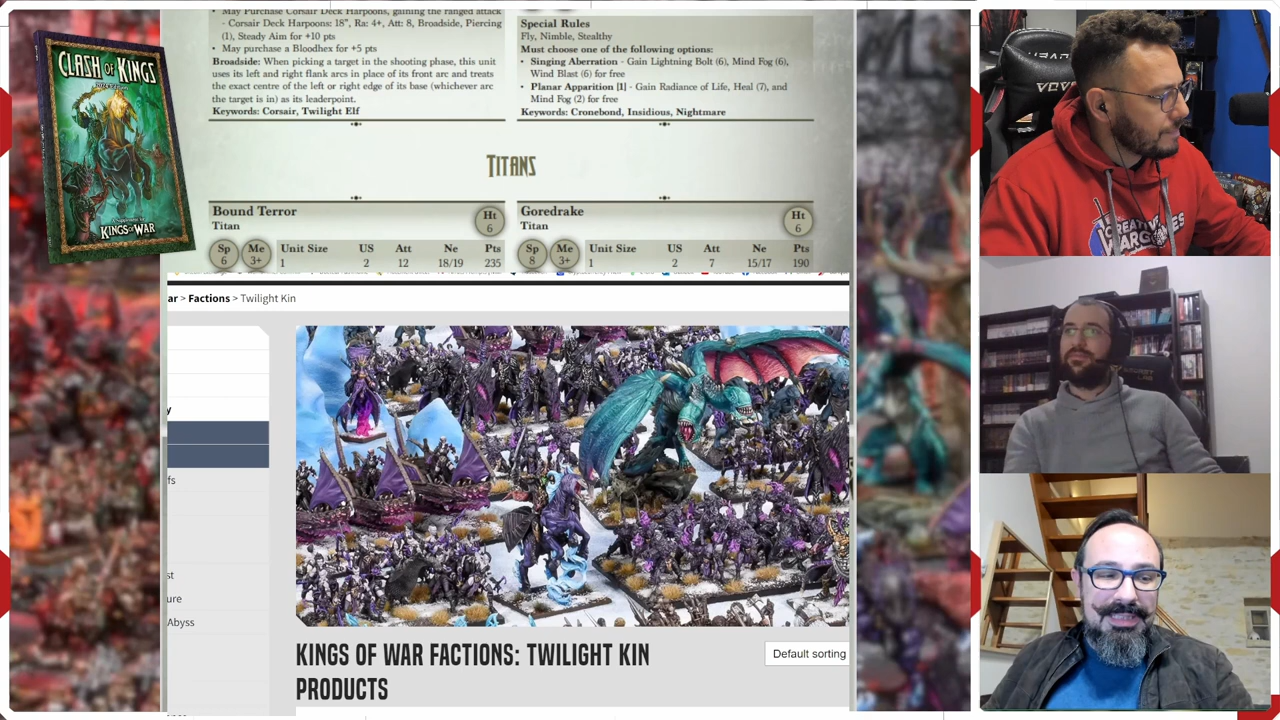 CLASH OF KINGS
A Supplement for
KINGS OF WAR
• May Purchase Corsair Deck Harpoons, gaining the ranged attack
- Corsair Deck Harpoons: 18", Ra: 4+, Att: 8, Broadside, Piercing
(1), Steady Aim for +10 pts
• May purchase a Bloodhex for +5 pts
Broadside: When picking a target in the shooting phase, this unit
uses its left and right flank arcs in place of its front arc and treats
the exact centre of the left or right edge of its base (whichever arc
the target is in) as its leaderpoint.
Keywords: Corsair, Twilight Elf
Special Rules
Fly, Nimble, Stealthy
Must choose one of the following options:
• Singing Aberration - Gain Lightning Bolt (6), Mind Fog (6),
Wind Blast (6) for free
• Planar Apparition [1] - Gain Radiance of Life, Heal (7), and
Mind Fog (2) for free
Keywords: Cronebond, Insidious, Nightmare
TITANS
Bound Terror
Titan
Ht
6
Sp
6
Me
3+
Unit Size US Att Ne Pts
1 2 12 18/19 235
Goredrake
Titan
Ht
6
Sp
8
Me
3+
Unit Size US Att Ne Pts
1 2 7 15/17 190
ar > Factions > Twilight Kin
y
fs
st
ure
Abyss
KINGS OF WAR FACTIONS: TWILIGHT KIN
PRODUCTS
Default sorting
CREATIVE
WARGAMES